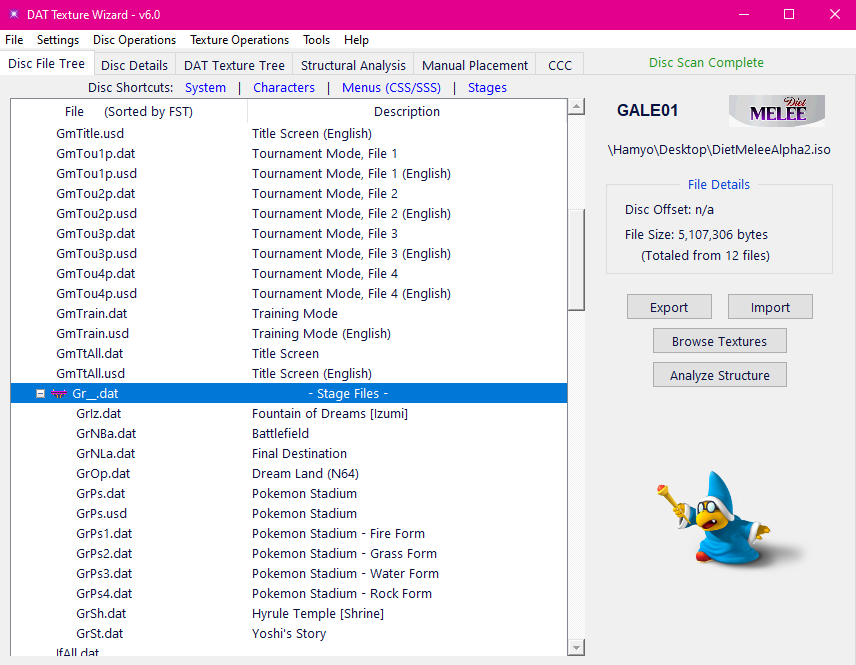 DAT Texture Wizard - v6.0
File Settings Disc Operations Texture Operations Tools Help
Disc File Tree Disc Details DAT Texture Tree Structural Analysis Manual Placement CCC Disc Scan Complete
Disc Shortcuts: System | Characters | Menus (CSS/SSS) | Stages
File (Sorted by FST) Description
GmTitle.usd Title Screen (English)
GmTou1p.dat Tournament Mode, File 1
GmTou1p.usd Tournament Mode, File 1 (English)
GmTou2p.dat Tournament Mode, File 2
GmTou2p.usd Tournament Mode, File 2 (English)
GmTou3p.dat Tournament Mode, File 3
GmTou3p.usd Tournament Mode, File 3 (English)
GmTou4p.dat Tournament Mode, File 4
GmTou4p.usd Tournament Mode, File 4 (English)
GmTrain.dat Training Mode
GmTrain.usd Training Mode (English)
GmTtAll.dat Title Screen
GmTtAll.usd Title Screen (English)
Gr__.dat - Stage Files -
GrIz.dat Fountain of Dreams [Izumi]
GrNBa.dat Battlefield
GrNLa.dat Final Destination
GrOp.dat Dream Land (N64)
GrPs.dat Pokemon Stadium
GrPs.usd Pokemon Stadium
GrPs1.dat Pokemon Stadium - Fire Form
GrPs2.dat Pokemon Stadium - Grass Form
GrPs3.dat Pokemon Stadium - Water Form
GrPs4.dat Pokemon Stadium - Rock Form
GrSh.dat Hyrule Temple [Shrine]
GrSt.dat Yoshi's Story
IfAll.dat
GALE01
Diet
MELEE
\Hamyo\Desktop\DietMeleeAlpha2.iso
File Details
Disc Offset: n/a
File Size: 5,107,306 bytes
(Totaled from 12 files)
Export Import
Browse Textures
Analyze Structure